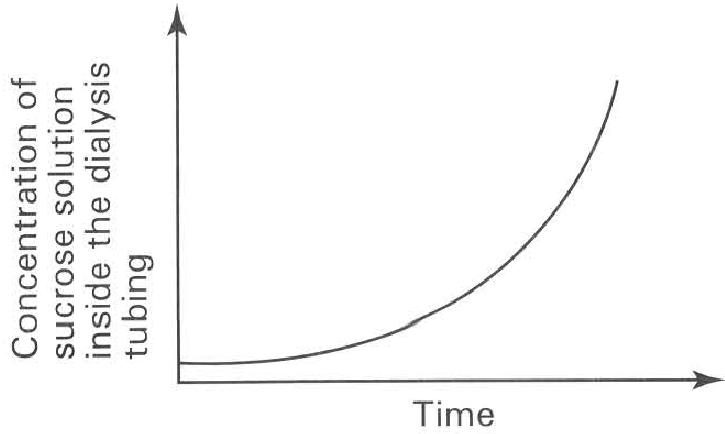 Concentration of
sucrose solution
inside the dialysis
tubing
Time